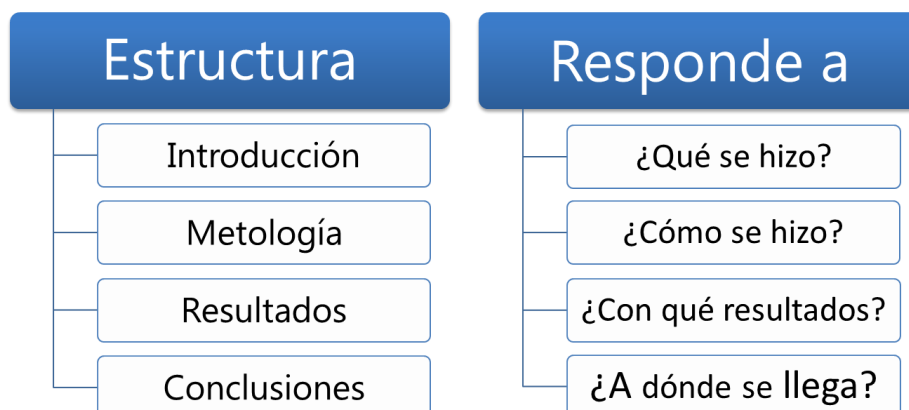 Estructura
Introducción
Metología
Resultados
Conclusiones
Responde a
¿Qué se hizo?
¿Cómo se hizo?
¿Con qué resultados?
¿A dónde se llega?